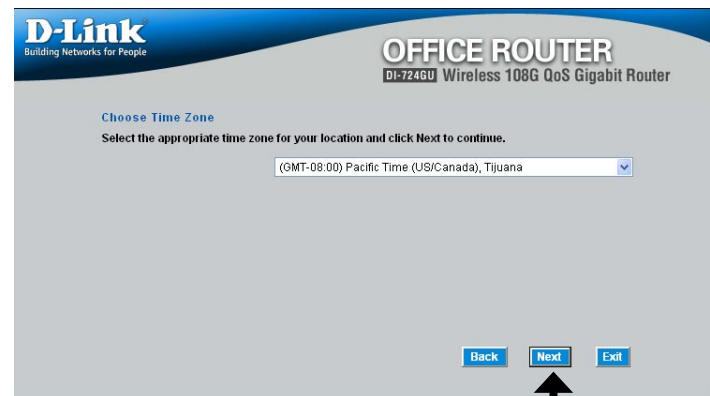 D-Link
Building Networks for People
OFFICE ROUTER
DI-724GU Wireless 108G QoS Gigabit Router
Choose Time Zone
Select the appropriate time zone for your location and click Next to continue.
(GMT-08:00) Pacific Time (US/Canada), Tijuana
Back Next Exit